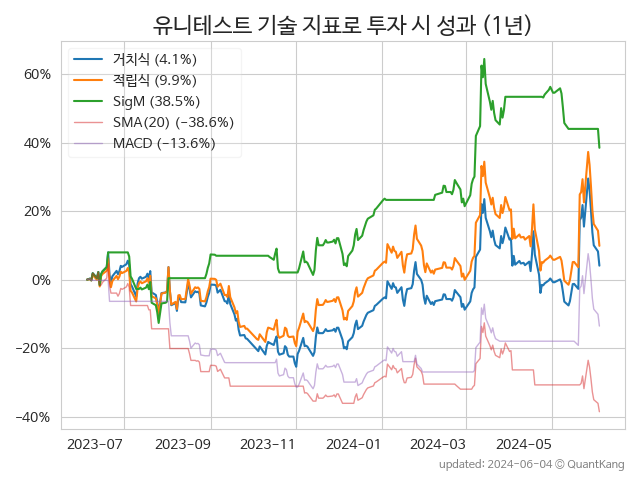 유니테스트 기술 지표로 투자 시 성과 (1년)
거치식 (4.1%)
적립식 (9.9%)
SigM (38.5%)
SMA(20) (−38.6%)
MACD (−13.6%)
60%
40%
20%
0%
−20%
−40%
2023-07 2023-09 2023-11 2024-01 2024-03 2024-05
updated: 2024-06-04 © QuantKang